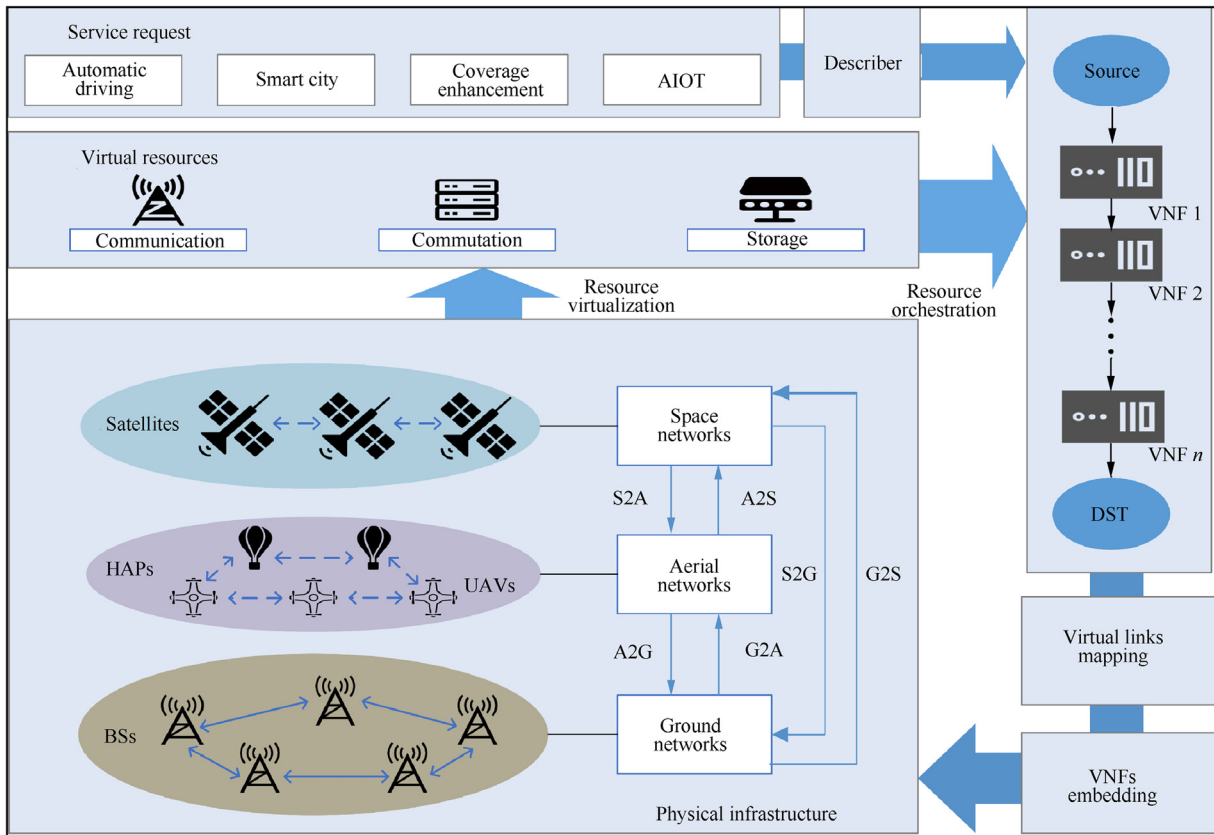 Service request
Automatic
driving
Smart city
Coverage
enhancement
AIOT
Describer
Source
Virtual resources
Communication
Commutation
Storage
VNF 1
VNF 2
VNF n
DST
Resource
virtualization
Resource
orchestration
Satellites
Space
networks
S2A
A2S
HAPs
UAVs
Aerial
networks
S2G
G2S
A2G
G2A
BSs
Ground
networks
Physical infrastructure
Virtual links
mapping
VNFs
embedding